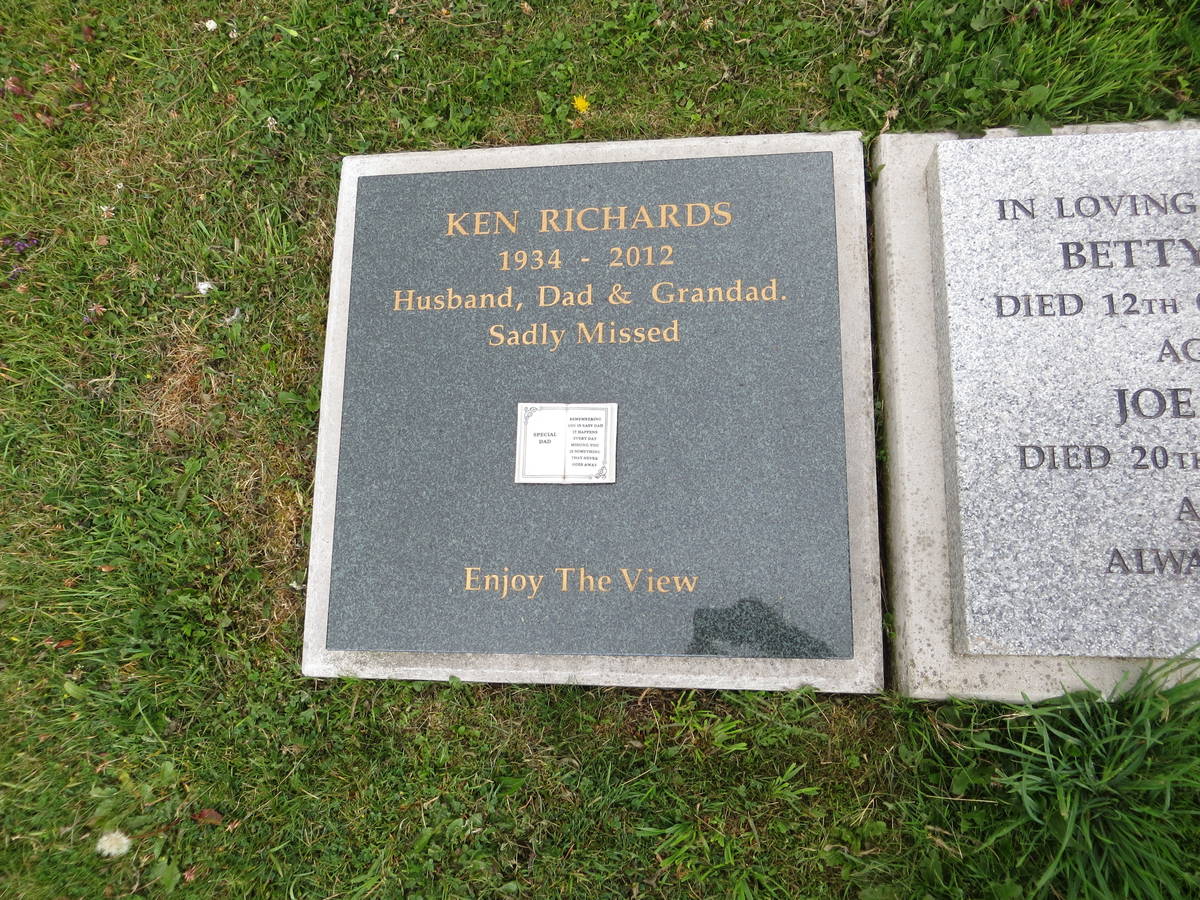 KEN RICHARDS
1934 - 2012
Husband, Dad & Grandad.
Sadly Missed
SPECIAL
DAD
REMEMBERING
YOU IS EASY DAD
IT HAPPENS
EVERY DAY
MISSING YOU
IS SOMETHING
THAT NEVER
GOES AWAY
Enjoy The View
IN LOVING
BETTY
DIED 12TH
JOE
DIED 20TH